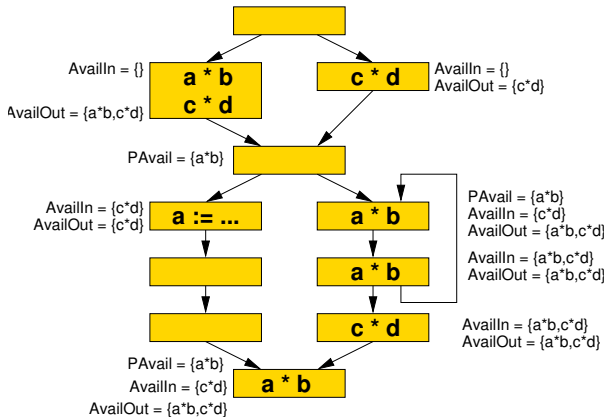 AvailIn = {}
a * b
c * d
AvailOut = {a*b,c*d}
c * d
AvailIn = {}
AvailOut = {c*d}
PAvail = {a*b}
AvailIn = {c*d}
AvailOut = {c*d}
a := ...
a * b
PAvail = {a*b}
AvailIn = {c*d}
AvailOut = {a*b,c*d}
a * b
AvailIn = {a*b,c*d}
AvailOut = {a*b,c*d}
c * d
AvailIn = {a*b,c*d}
AvailOut = {a*b,c*d}
PAvail = {a*b}
AvailIn = {c*d}
AvailOut = {a*b,c*d}
a * b